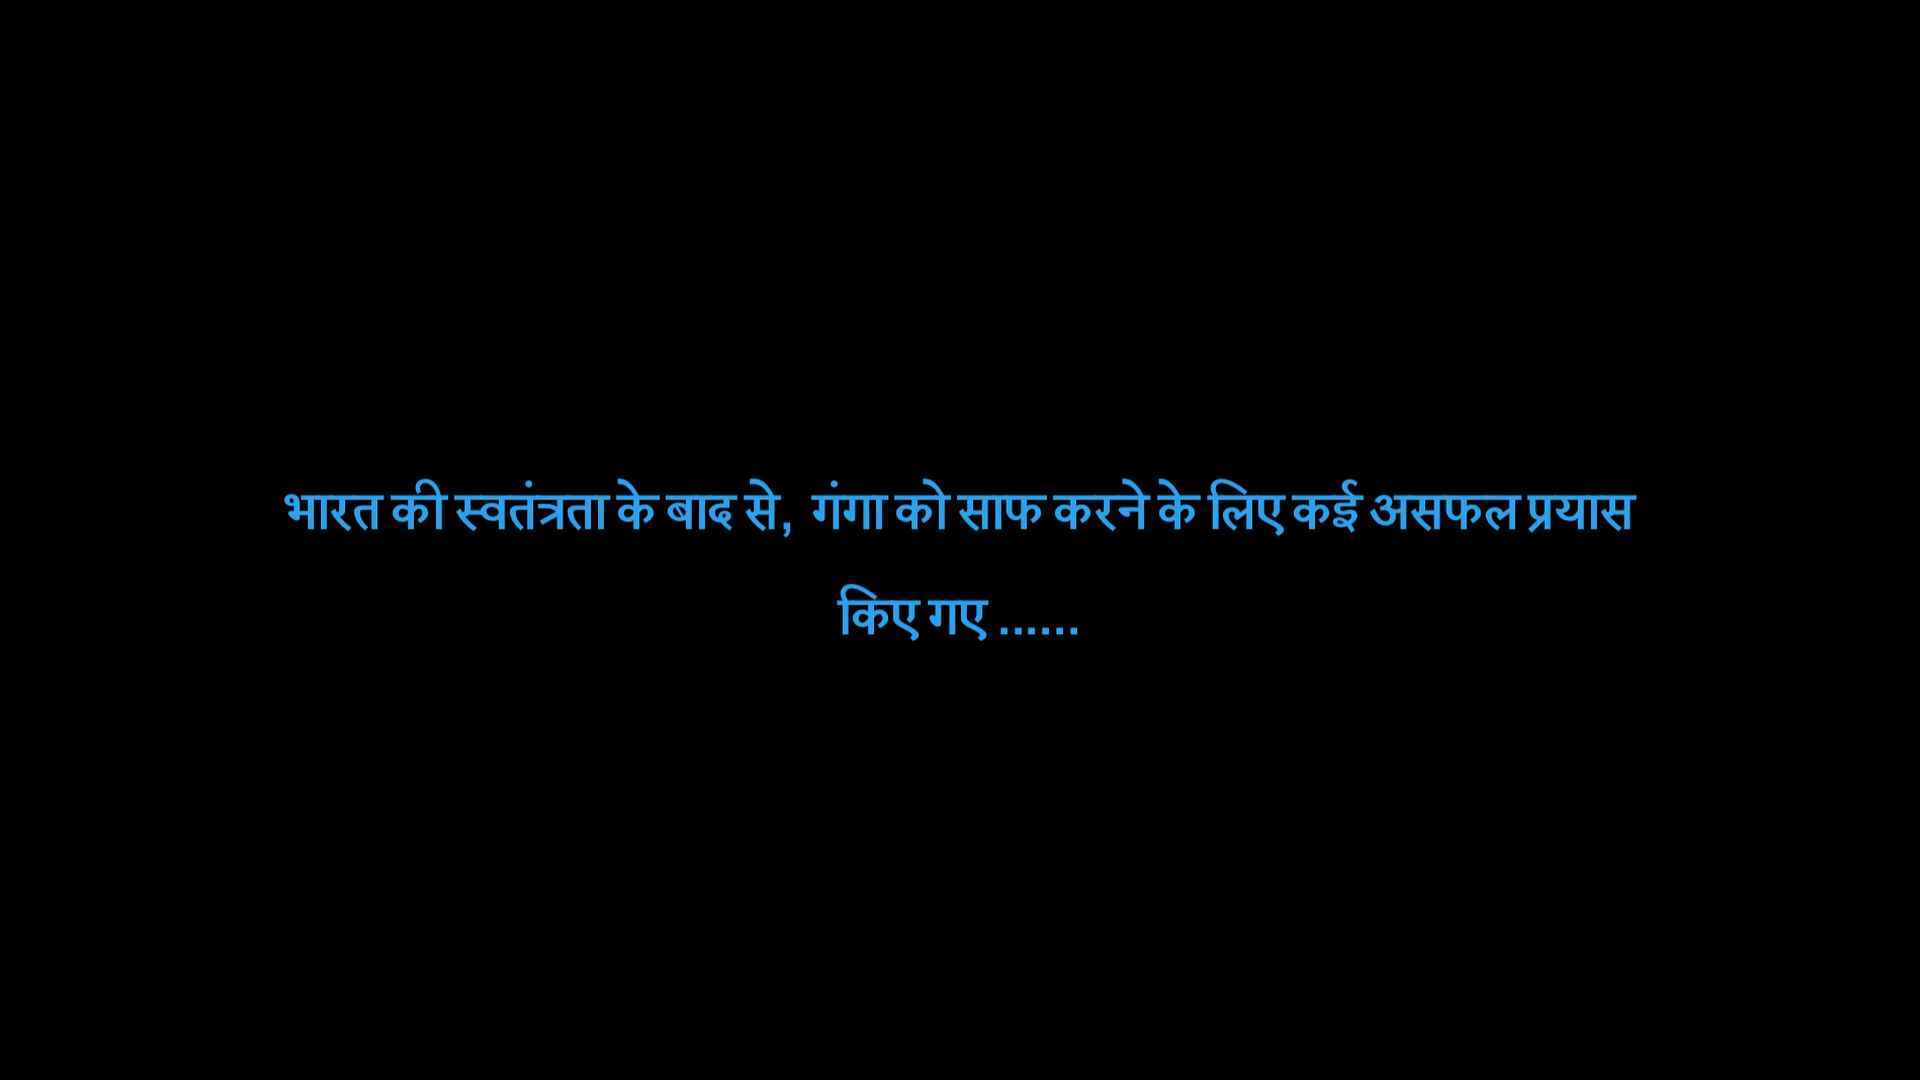 भारत की स्वतंत्रता के बाद से, गंगा को साफ करने के लिए कई असफल प्रयास
किए गए ......